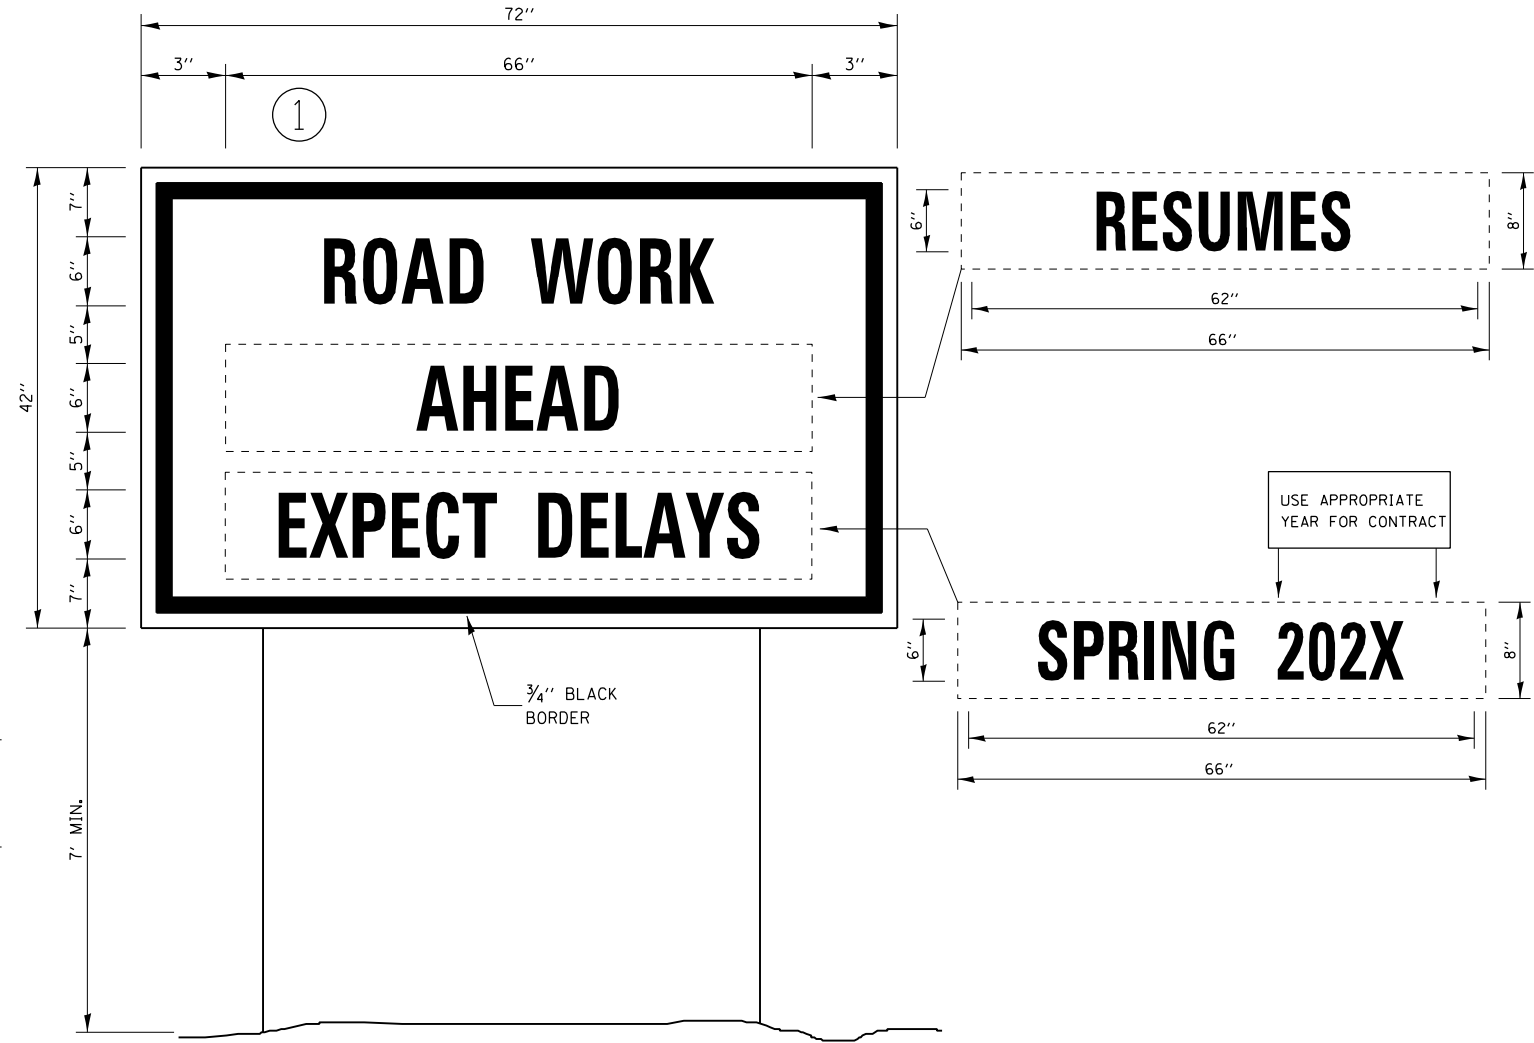 72''
3'' 66'' 3''
1
7''
6''
5''
6''
5''
6''
7''
42''
7' MIN.
ROAD WORK
AHEAD
EXPECT DELAYS
3/4'' BLACK
BORDER
6''
RESUMES
8''
62''
66''
USE APPROPRIATE
YEAR FOR CONTRACT
6''
SPRING 202X
8''
62''
66''